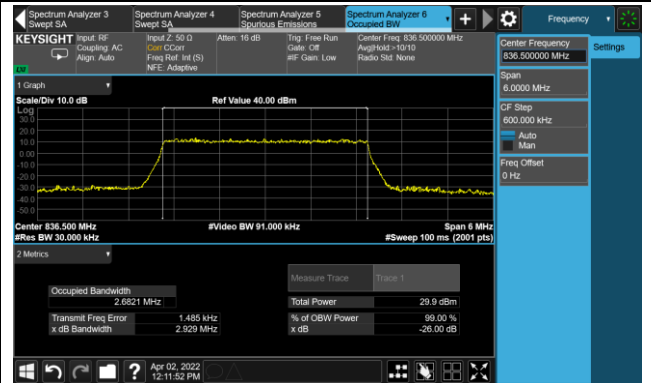 Spectrum Analyzer 3
Swept SA
Spectrum Analyzer 4
Swept SA
Spectrum Analyzer 5
Spurious Emissions
Spectrum Analyzer 6
Occupied BW
Frequency
KEYSIGHT
Input: RF
Coupling: AC
Align: Auto
Input Z: 50 Ω
Corr CCorr
Freq Ref: Int (S)
NFE: Adaptive
Atten: 16 dB
Trig: Free Run
Gate: Off
#IF Gain: Low
Center Freq: 836.500000 MHz
Avg|Hold:>10/10
Radio Std: None
LXI
1 Graph
Scale/Div 10.0 dB
Ref Value 40.00 dBm
Log
30.0
20.0
10.0
0.00
-10.0
-20.0
-30.0
-40.0
-50.0
Center 836.500 MHz
#Video BW 91.000 kHz
Span 6 MHz
#Res BW 30.000 kHz
#Sweep 100 ms (2001 pts)
2 Metrics
Measure Trace
Trace 1
Occupied Bandwidth
2.6821 MHz
Total Power
29.9 dBm
Transmit Freq Error
1.485 kHz
% of OBW Power
99.00 %
x dB Bandwidth
2.929 MHz
x dB
-26.00 dB
Center Frequency
836.500000 MHz
Settings
Span
6.0000 MHz
CF Step
600.000 kHz
Auto
Man
Freq Offset
0 Hz
?
Apr 02, 2022
12:11:52 PM